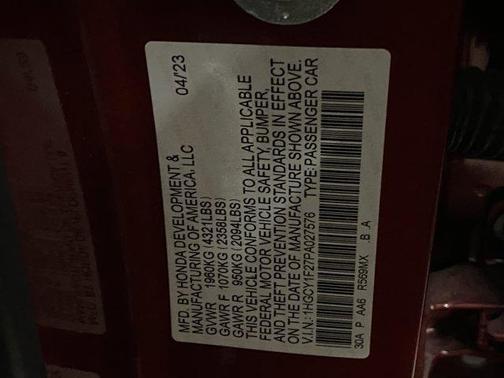 MFD. BY HONDA DEVELOPMENT &
MANUFACTURING OF AMERICA, LLC
04/23
GVWR 1960KG (4321LBS)
GAWR F 1070KG (2358LBS)
GAWR R 950KG (2094LBS)
THIS VEHICLE CONFORMS TO ALL APPLICABLE
FEDERAL MOTOR VEHICLE SAFETY, BUMPER,
AND THEFT PREVENTION STANDARDS IN EFFECT
ON THE DATE OF MANUFACTURE SHOWN ABOVE.
V.I.N.: 1HGCY1F27PA027576 TYPE:PASSENGER CAR
30A P AA6 R569MX B A